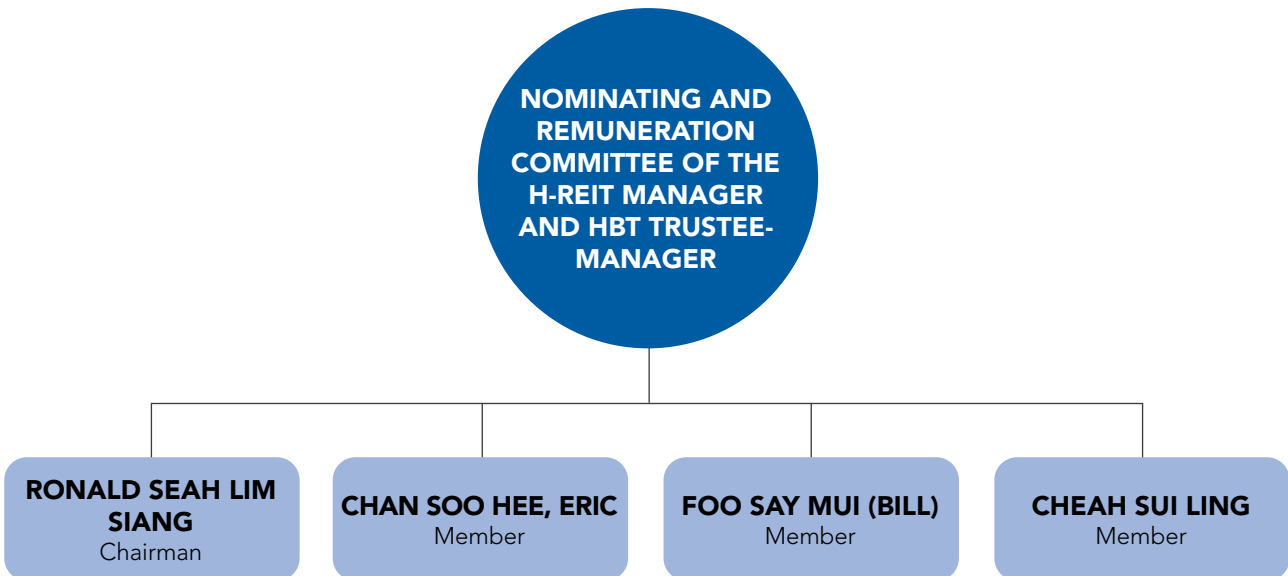 NOMINATING AND
REMUNERATION
COMMITTEE OF THE
H-REIT MANAGER
AND HBT TRUSTEE-
MANAGER
RONALD SEAH LIM
SIANG
Chairman
CHAN SOO HEE, ERIC
Member
FOO SAY MUI (BILL)
Member
CHEAH SUI LING
Member